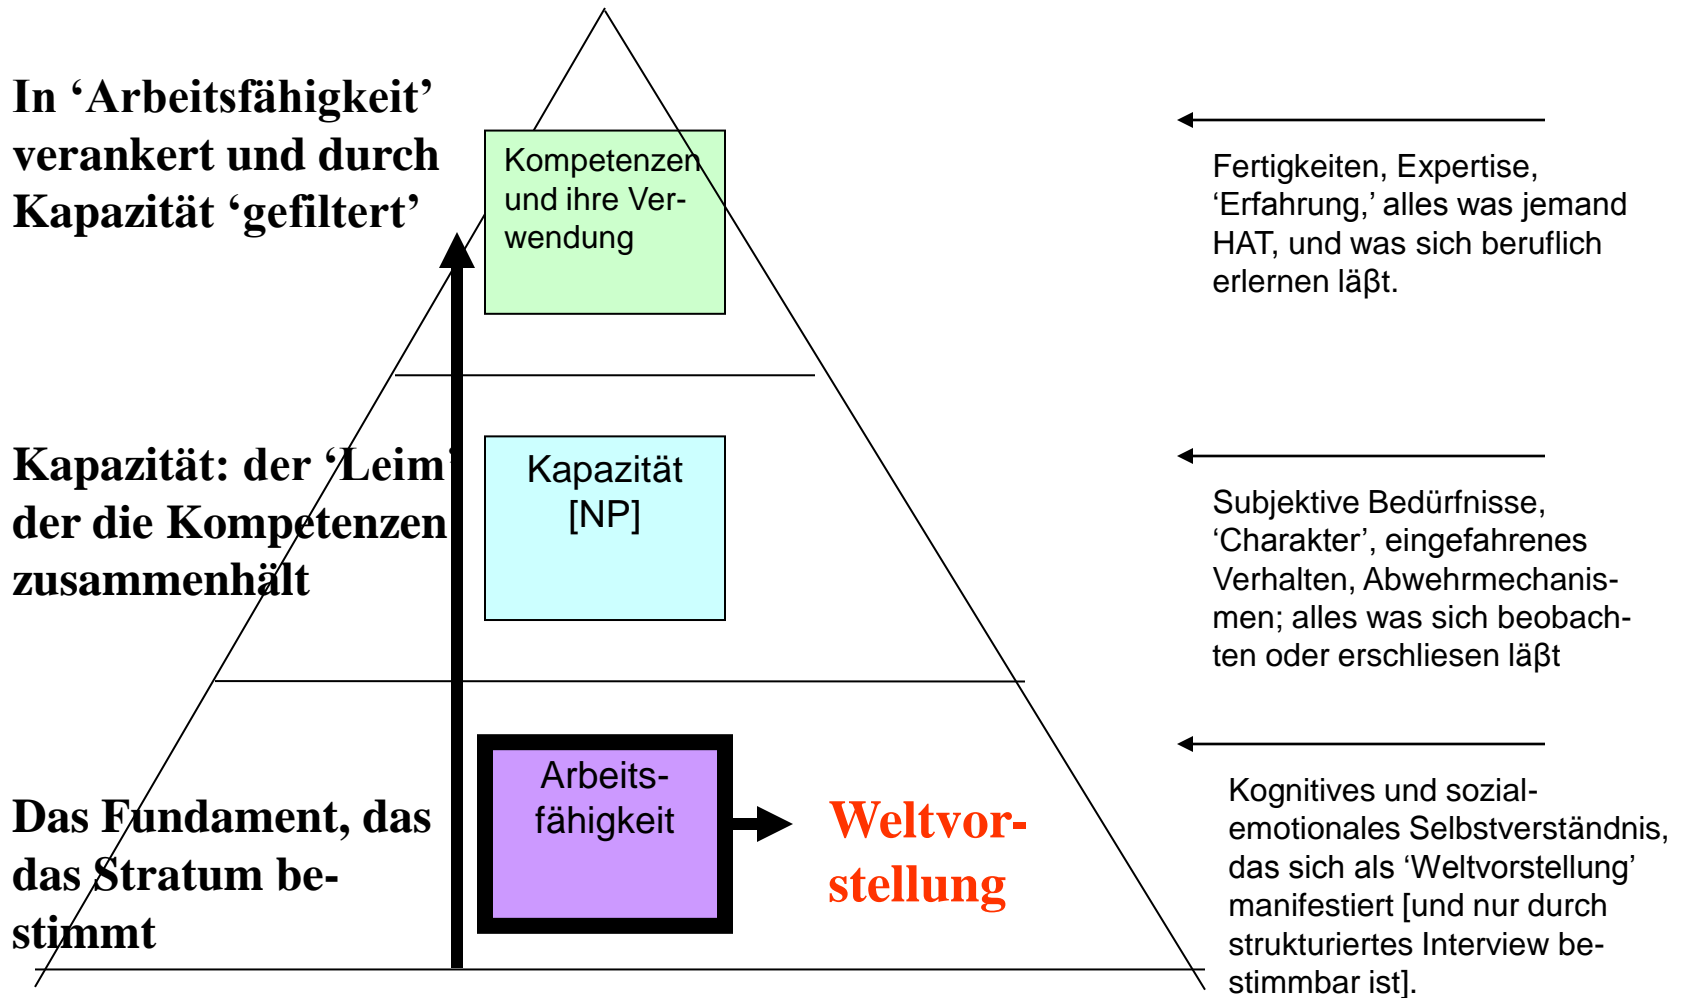 In ‘Arbeitsfähigkeit’
verankert und durch
Kapazität ‘gefiltert’
Kompetenzen
und ihre Ver-
wendung
Fertigkeiten, Expertise,
‘Erfahrung,’ alles was jemand
HAT, und was sich beruflich
erlernen läβt.
Kapazität: der ‘Leim’
der die Kompetenzen
zusammenhält
Kapazität
[NP]
Subjektive Bedürfnisse,
‘Charakter’, eingefahrenes
Verhalten, Abwehrmechanis-
men; alles was sich beobach-
ten oder erschliesen läβt
Das Fundament, das
das Stratum be-
stimmt
Arbeits-
fähigkeit
Weltvor-
stellung
Kognitives und sozial-
emotionales Selbstverständnis,
das sich als ‘Weltvorstellung’
manifestiert [und nur durch
strukturiertes Interview be-
stimmbar ist].